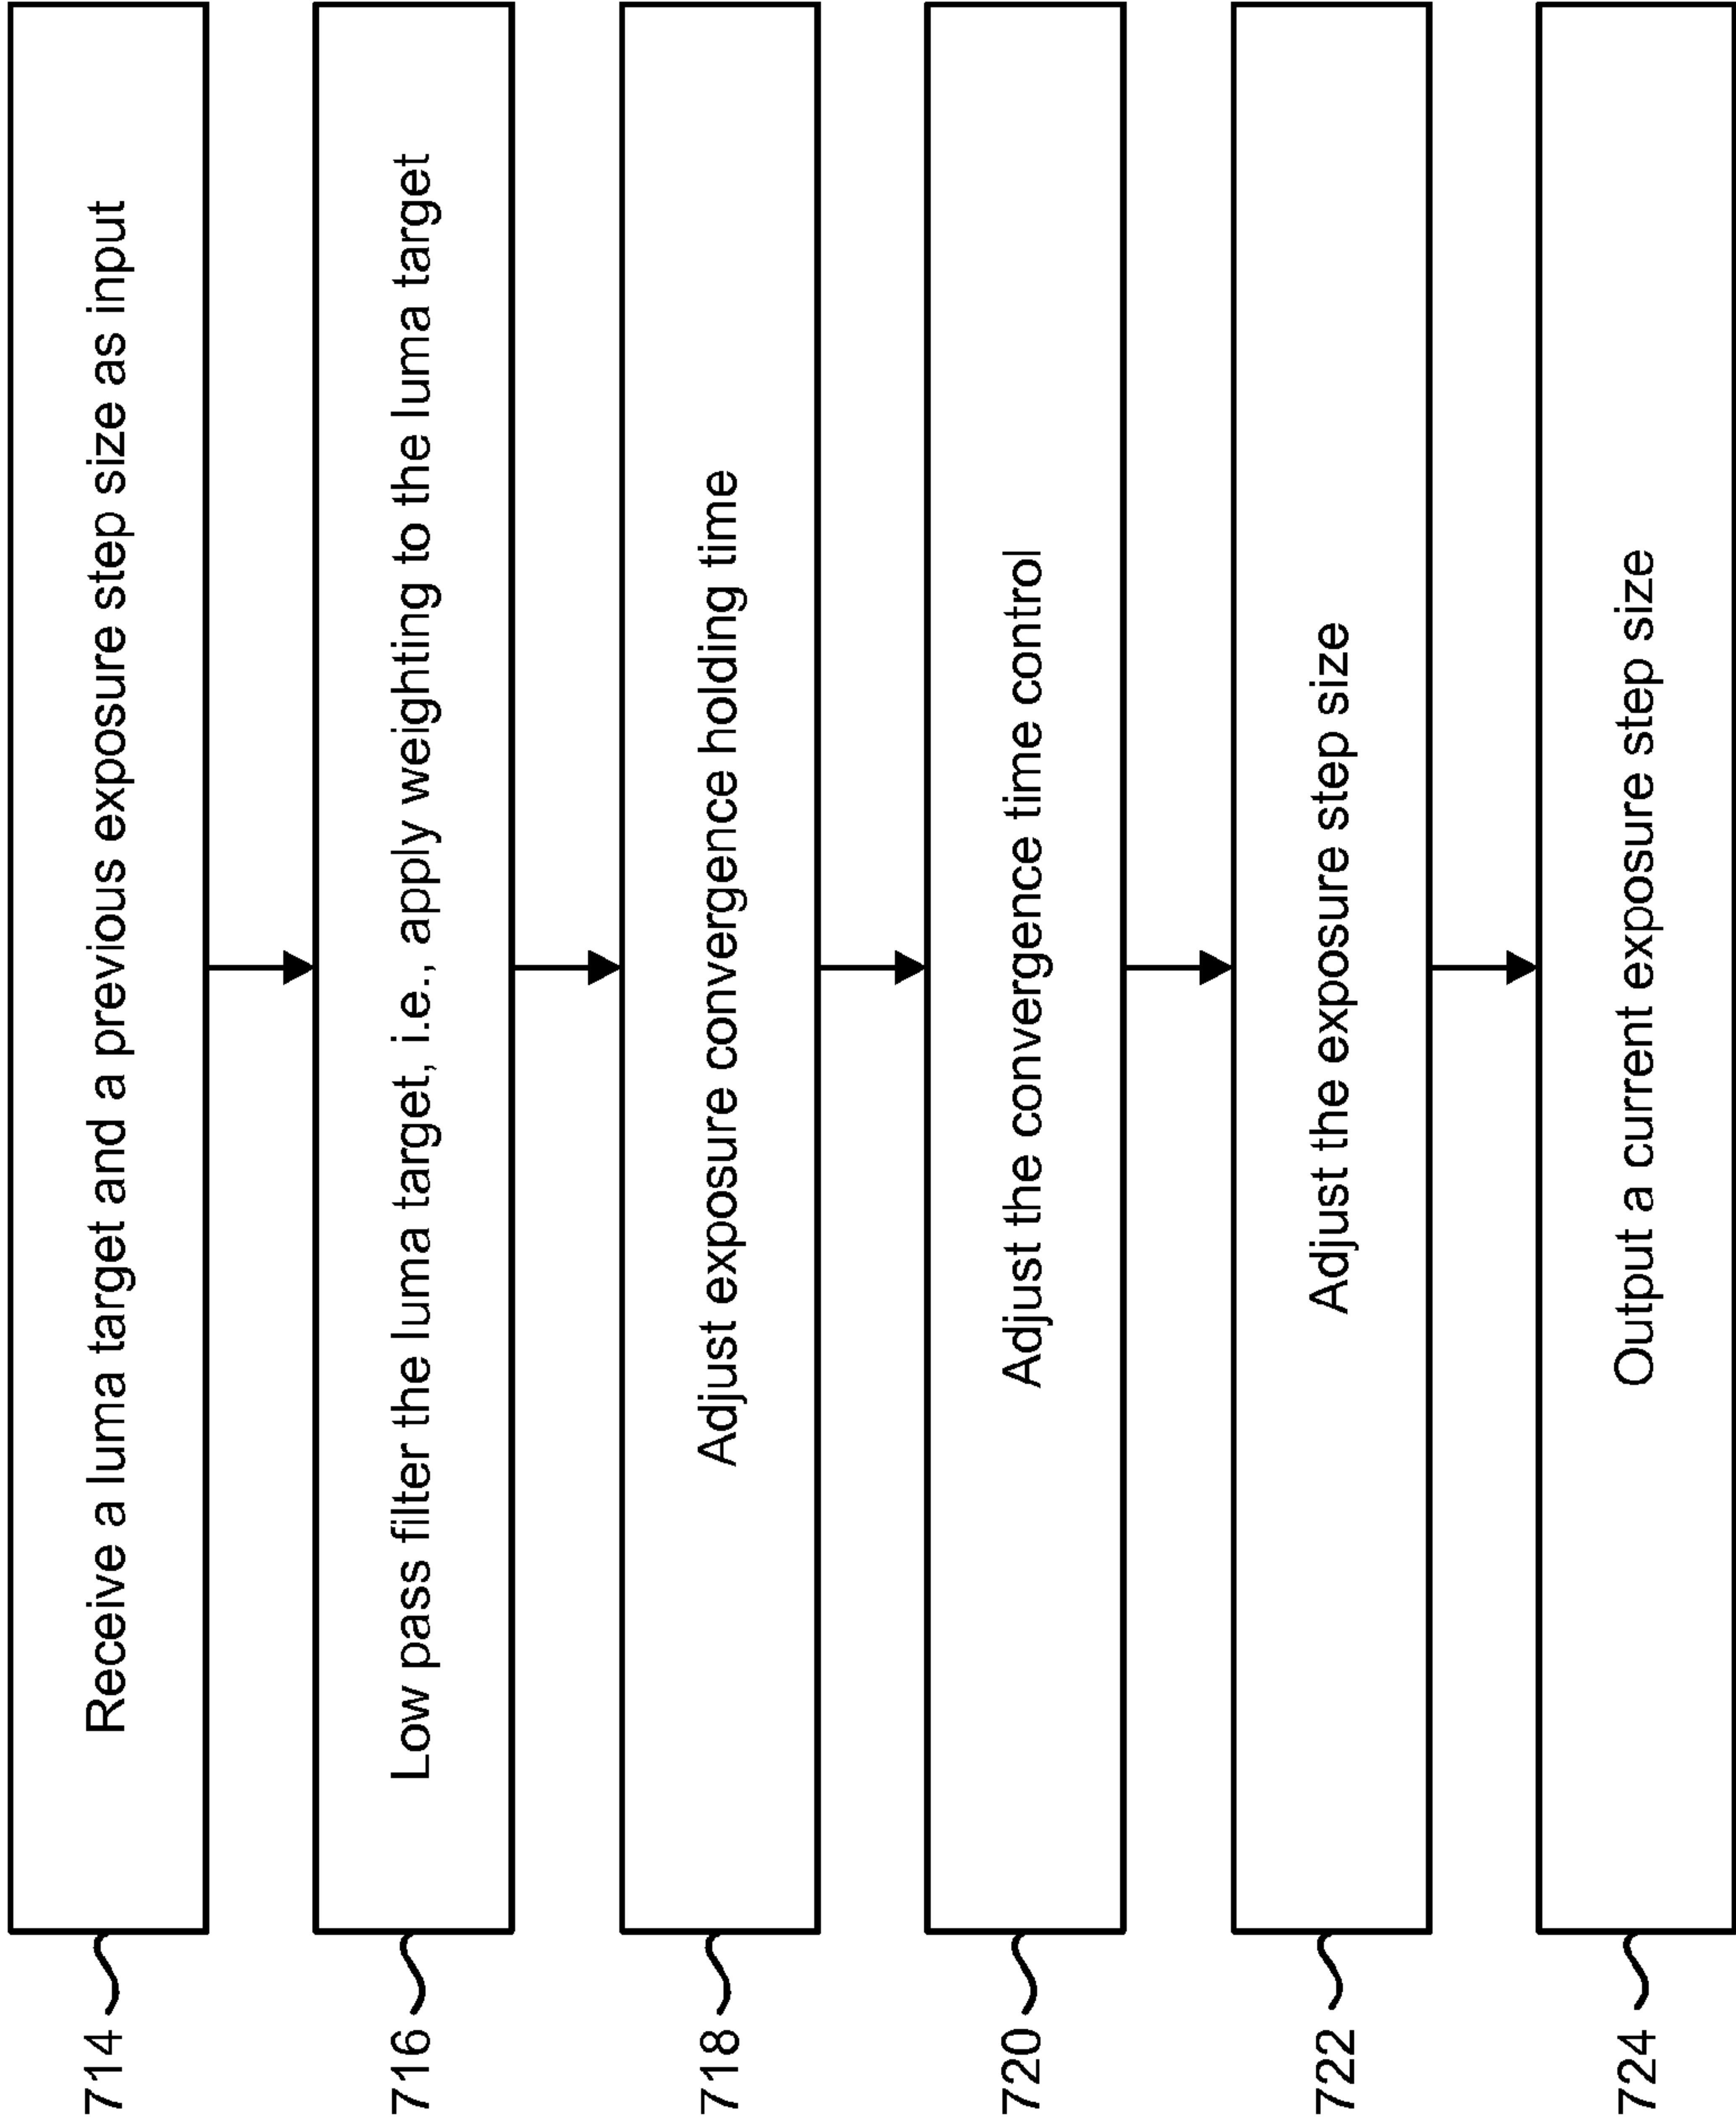 714
Receive a luma target and a previous exposure step size as input
716
Low pass filter the luma target, i.e., apply weighting to the luma target
718
Adjust exposure convergence holding time
720
Adjust the convergence time control
722
Adjust the exposure step size
724
Output a current exposure step size